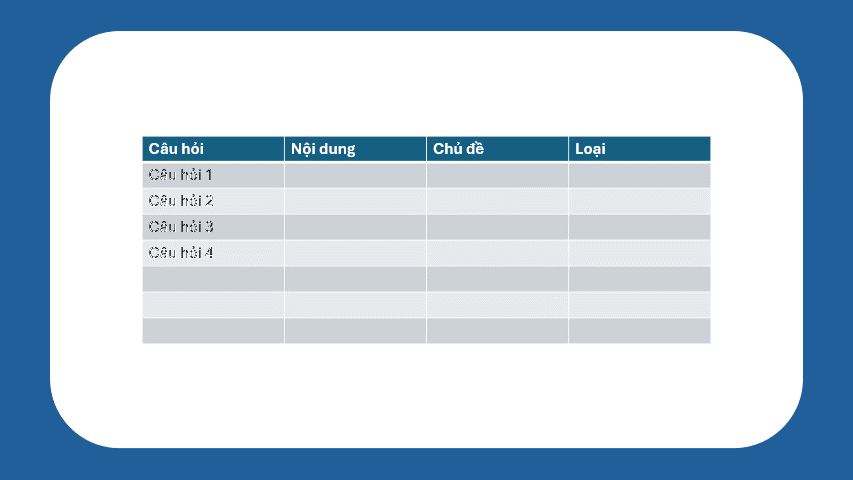 Câu hỏi Nội dung Chủ đề Loại
Câu hỏi 1
Câu hỏi 2
Câu hỏi 3
Câu hỏi 4